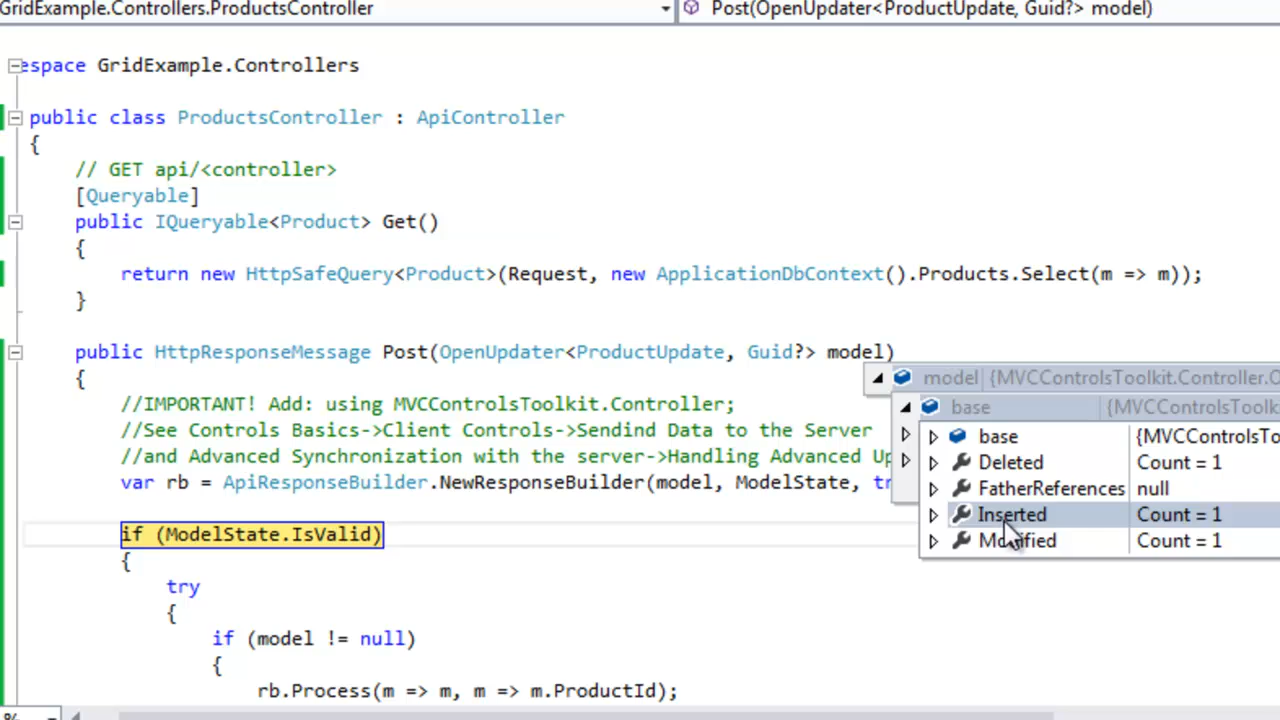 GridExample.Controllers.ProductsController
Post(OpenUpdater<ProductUpdate, Guid?> model)
espace GridExample.Controllers
public class ProductsController : ApiController
{
// GET api/<controller>
[Queryable]
public IQueryable<Product> Get()
{
return new HttpSafeQuery<Product>(Request, new ApplicationDbContext().Products.Select(m => m));
}
public HttpResponseMessage Post(OpenUpdater<ProductUpdate, Guid?> model)
{
model {MVCControlsToolkit.Controller.O
//IMPORTANT! Add: using MVCControlsToolkit.Controller;
base {MVCControlsToolk
//See Controls Basics->Client Controls->Sendind Data to the Server
base {MVCControlsTo
//and Advanced Synchronization with the server->Handling Advanced Up
Deleted Count = 1
var rb = ApiResponseBuilder.NewResponseBuilder(model, ModelState, tr
FatherReferences null
Inserted Count = 1
if (ModelState.IsValid)
Modified Count = 1
{
try
{
if (model != null)
{
rb.Process(m => m, m => m.ProductId);
%